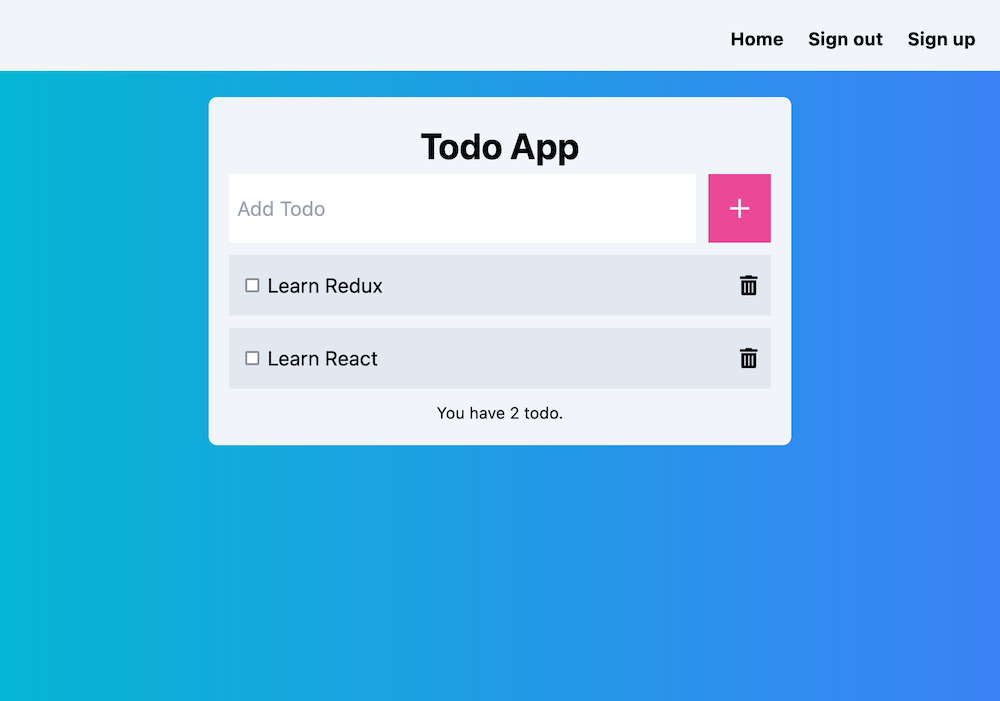 Home Sign out Sign up
Todo App
Add Todo
Learn Redux
Learn React
You have 2 todo.